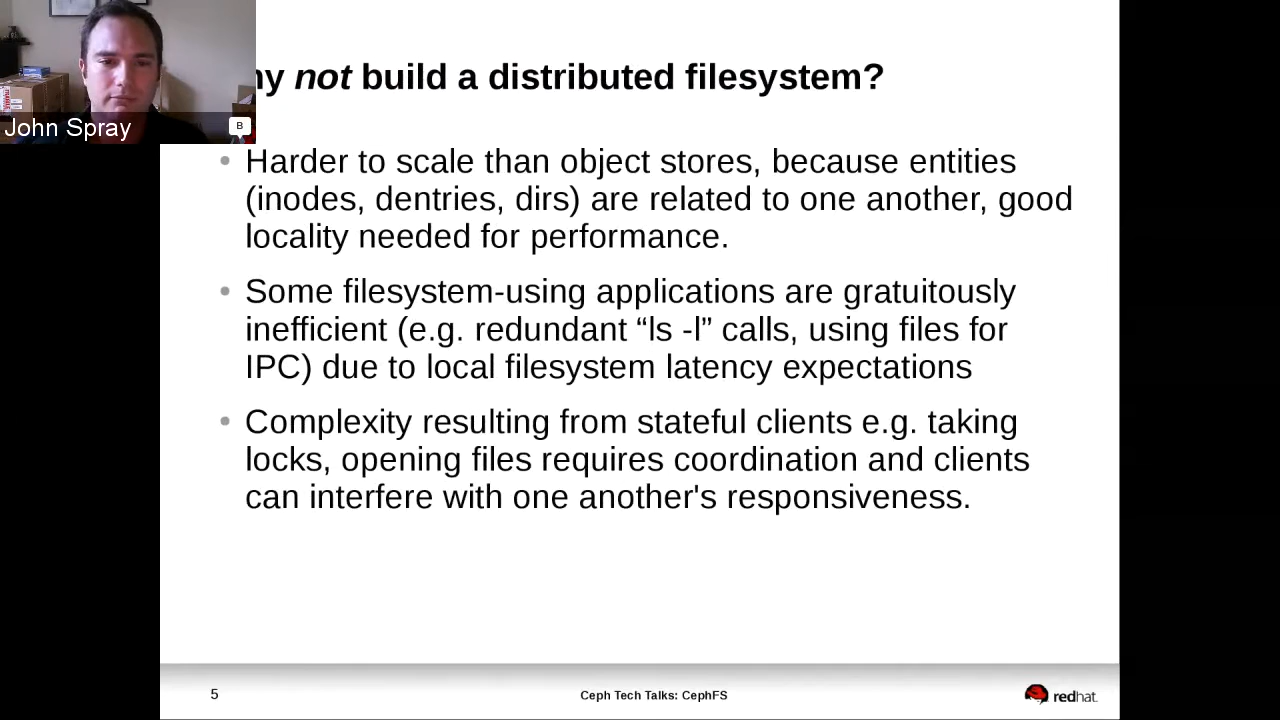 not build a distributed filesystem?
John Spray
B
• Harder to scale than object stores, because entities
(inodes, dentries, dirs) are related to one another, good
locality needed for performance.
• Some filesystem-using applications are gratuitously
inefficient (e.g. redundant “ls -l” calls, using files for
IPC) due to local filesystem latency expectations
• Complexity resulting from stateful clients e.g. taking
locks, opening files requires coordination and clients
can interfere with one another's responsiveness.
5
Ceph Tech Talks: CephFS
redhat.